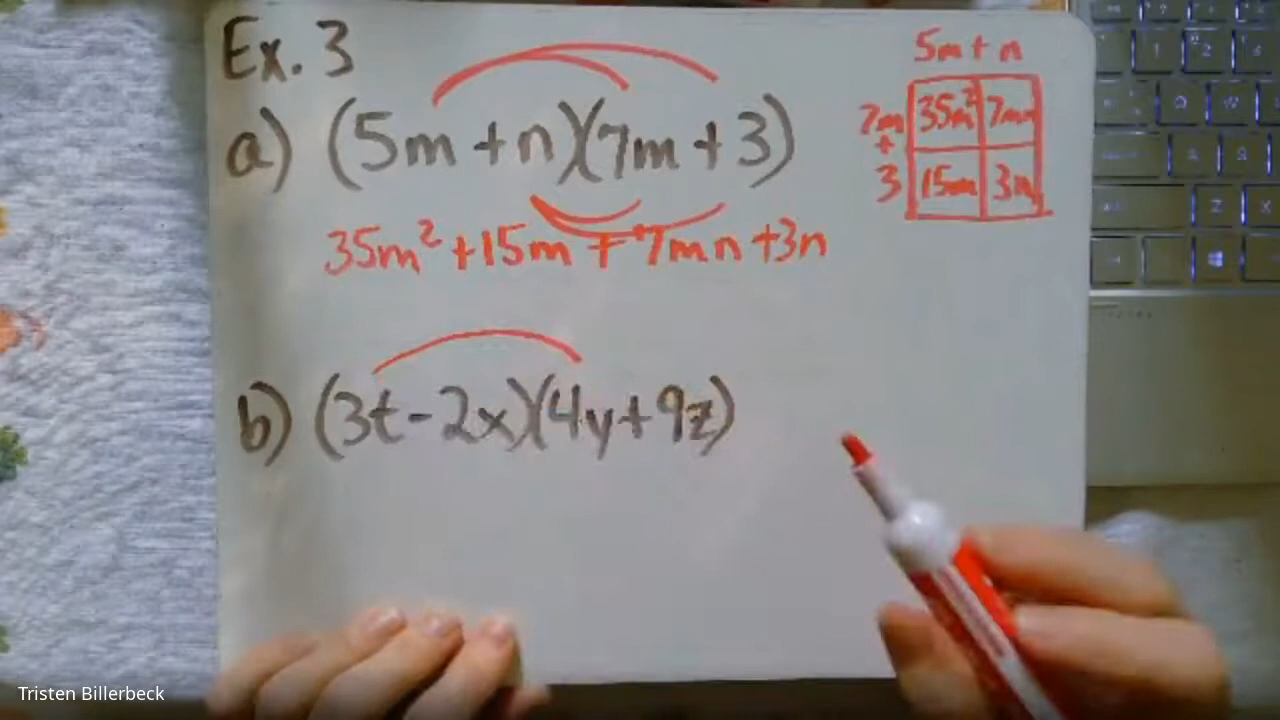 Ex. 3
a) (5m + n)(7m + 3)
35m² + 15m + 7mn + 3n
5m + n
7m 35m² 7mn
+
3 15m 3n
b) (3t - 2x)(4y + 9z)
Tristen Billerbeck